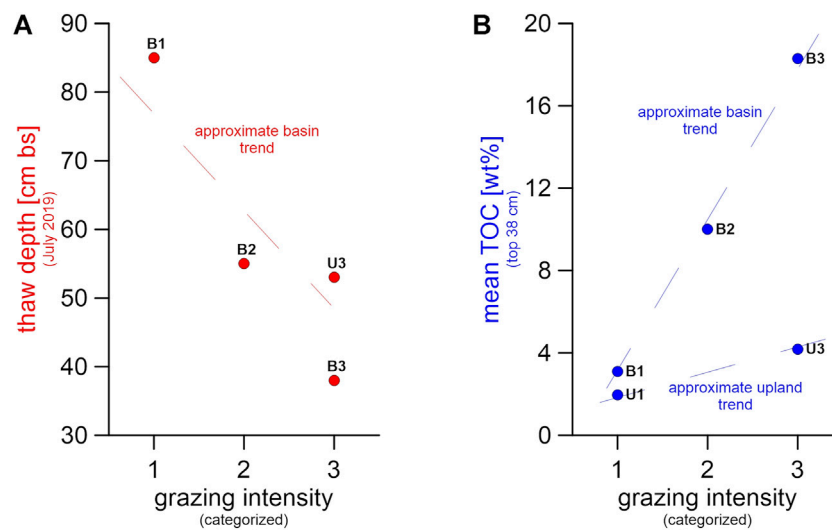 A
90
80
70
60
50
40
30
thaw depth [cm bs]
(July 2019)
B1
approximate basin
trend
B2
U3
B3
1 2 3
grazing intensity
(categorized)
B
20
16
12
8
4
0
mean TOC [wt%]
(top 38 cm)
B3
approximate basin
trend
B2
U3
B1
approximate upland
trend
U1
1 2 3
grazing intensity
(categorized)